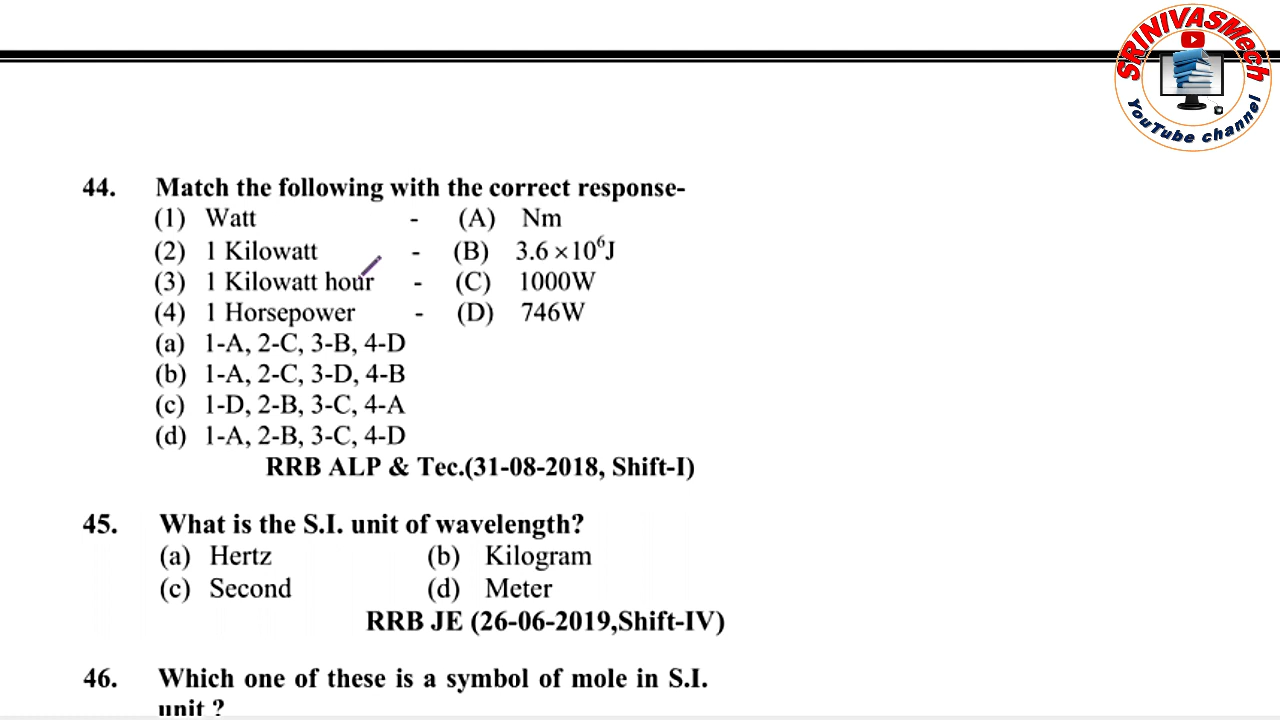 SRINIVASMech
YouTube channel
44. Match the following with the correct response-
(1) Watt - (A) Nm
(2) 1 Kilowatt - (B) 3.6 × 10⁶J
(3) 1 Kilowatt hour - (C) 1000W
(4) 1 Horsepower - (D) 746W
(a) 1-A, 2-C, 3-B, 4-D
(b) 1-A, 2-C, 3-D, 4-B
(c) 1-D, 2-B, 3-C, 4-A
(d) 1-A, 2-B, 3-C, 4-D
RRB ALP & Tec.(31-08-2018, Shift-I)
45. What is the S.I. unit of wavelength?
(a) Hertz (b) Kilogram
(c) Second (d) Meter
RRB JE (26-06-2019,Shift-IV)
46. Which one of these is a symbol of mole in S.I.
unit ?